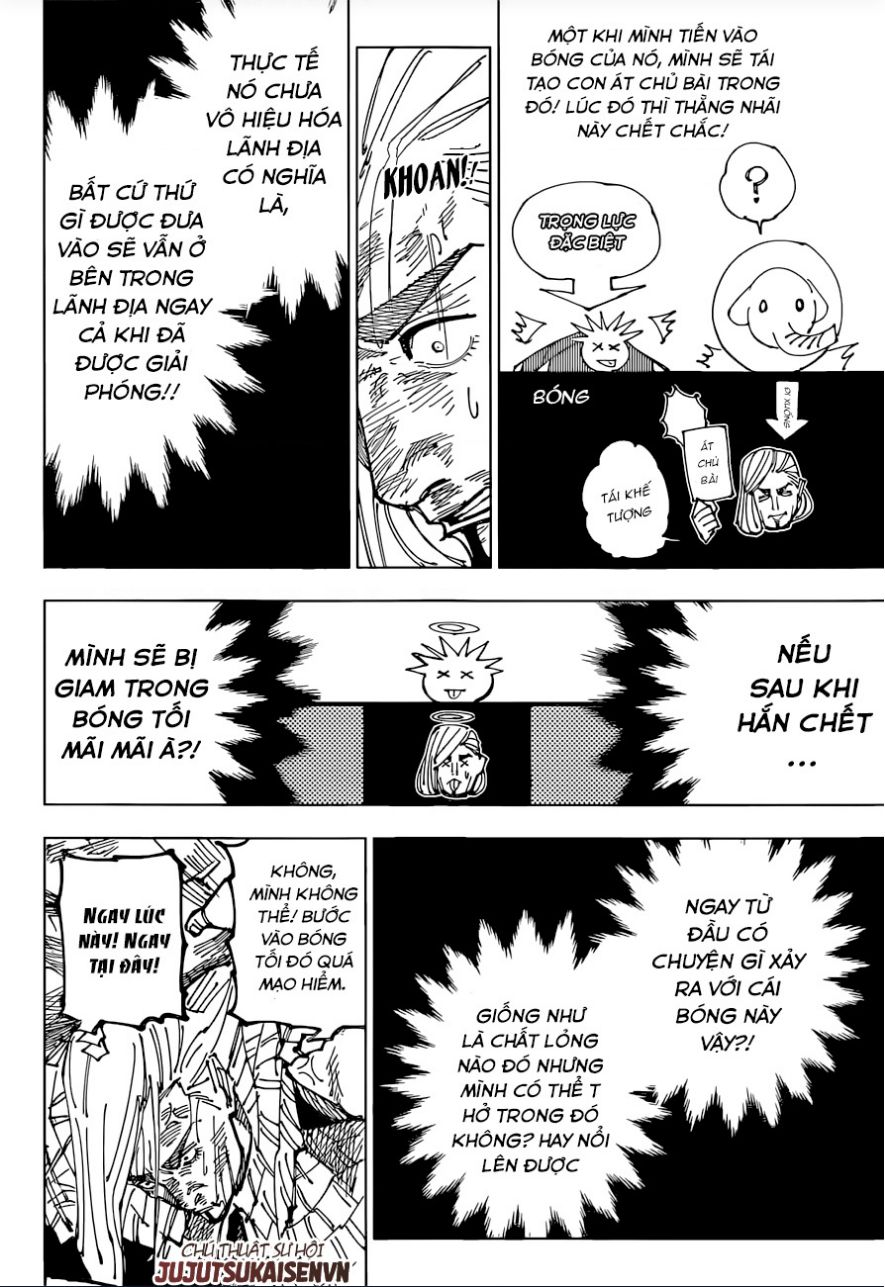 MỘT KHI MÌNH TIẾN VÀO
BÓNG CỦA NÓ, MÌNH SẼ TÁI
TẠO CON ÁT CHỦ BÀI TRONG
ĐÓ! LÚC ĐÓ THÌ THẰNG NHÃI
NÀY CHẾT CHẮC!
?
TRỌNG LỰC
ĐẶC BIỆT
BÓNG
ĐI XUỐNG
ÁT
CHỦ
BÀI
TÁI KHẾ
TƯỢNG
KHOAN!!
THỰC TẾ
NÓ CHƯA
VÔ HIỆU HÓA
LÃNH ĐỊA
CÓ NGHĨA
LÀ,
BẤT CỨ THỨ
GÌ ĐƯỢC ĐƯA
VÀO SẼ VẪN Ở
BÊN TRONG
LÃNH ĐỊA NGAY
CẢ KHI ĐÃ
ĐƯỢC GIẢI
PHÓNG!!
NẾU
SAU KHI
HẮN CHẾT
...
MÌNH SẼ BỊ
GIAM TRONG
BÓNG TỐI
MÃI MÃI À?!
NGAY TỪ
ĐẦU CÓ
CHUYỆN GÌ XẢY
RA VỚI CÁI
BÓNG NÀY
VẬY?!
GIỐNG NHƯ
LÀ CHẤT LỎNG
NÀO ĐÓ NHƯNG
MÌNH CÓ THỂ T
HỞ TRONG ĐÓ
KHÔNG? HAY NỔI
LÊN ĐƯỢC
KHÔNG,
MÌNH KHÔNG
THỂ! BƯỚC
VÀO BÓNG
TỐI ĐÓ QUÁ
MẠO HIỂM.
NGAY LÚC
NÀY! NGAY
TẠI ĐÂY!
CHÚ THUẬT SƯ HỘI
JUJUTSUKAISENVN